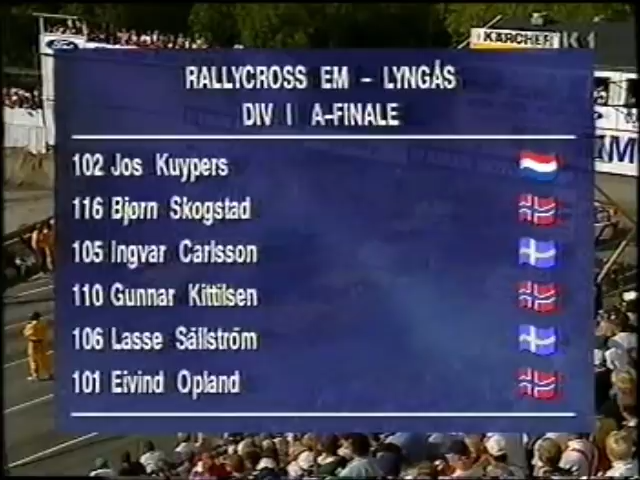 Ford
KÄRCHER
RALLYCROSS EM - LYNGÅS
DIV I A-FINALE
102 Jos Kuypers
116 Bjørn Skogstad
105 Ingvar Carlsson
110 Gunnar Kittilsen
106 Lasse Sällström
101 Eivind Opland